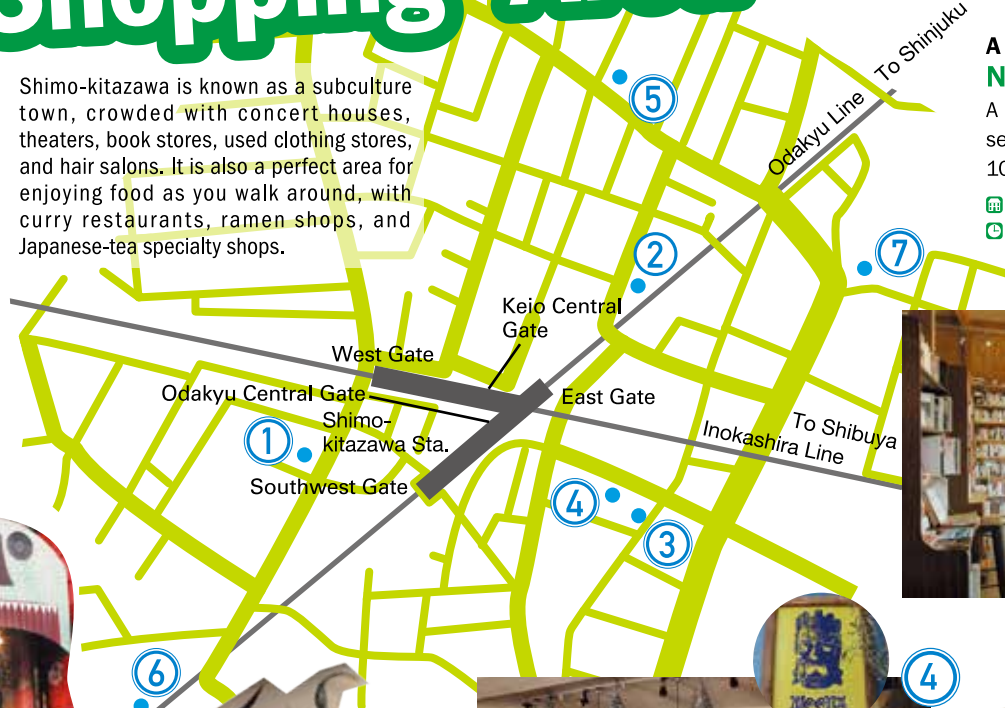 Shopping
Shimo-kitazawa is known as a subculture
town, crowded with concert houses,
theaters, book stores, used clothing stores,
and hair salons. It is also a perfect area for
enjoying food as you walk around, with
curry restaurants, ramen shops, and
Japanese-tea specialty shops.
To Shinjuku
Odakyu Line
5
2
7
Keio Central
Gate
West Gate
Odakyu Central Gate
East Gate
Shimo-
kitazawa Sta.
To Shibuya
Inokashira Line
1
Southwest Gate
4
3
6
4
A
N
A
se
10